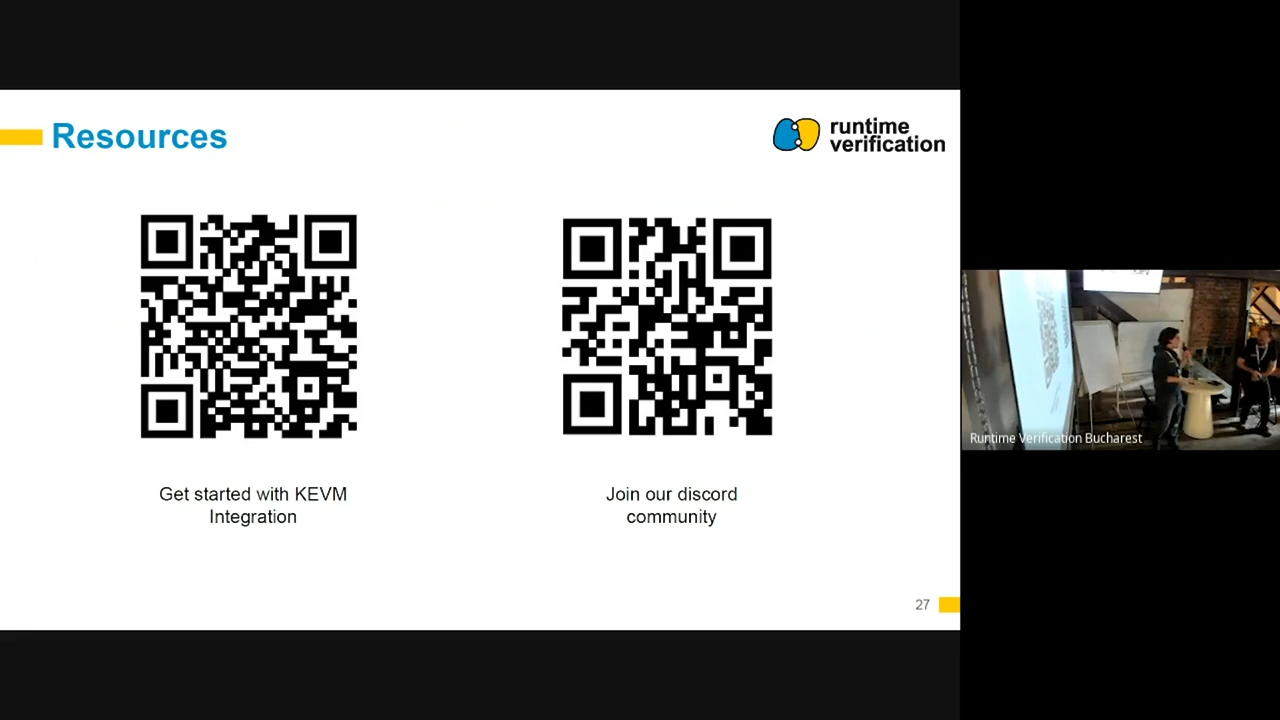 Resources
runtime
verification
Get started with KEVM
Integration
Join our discord
community
27
Runtime Verification Bucharest